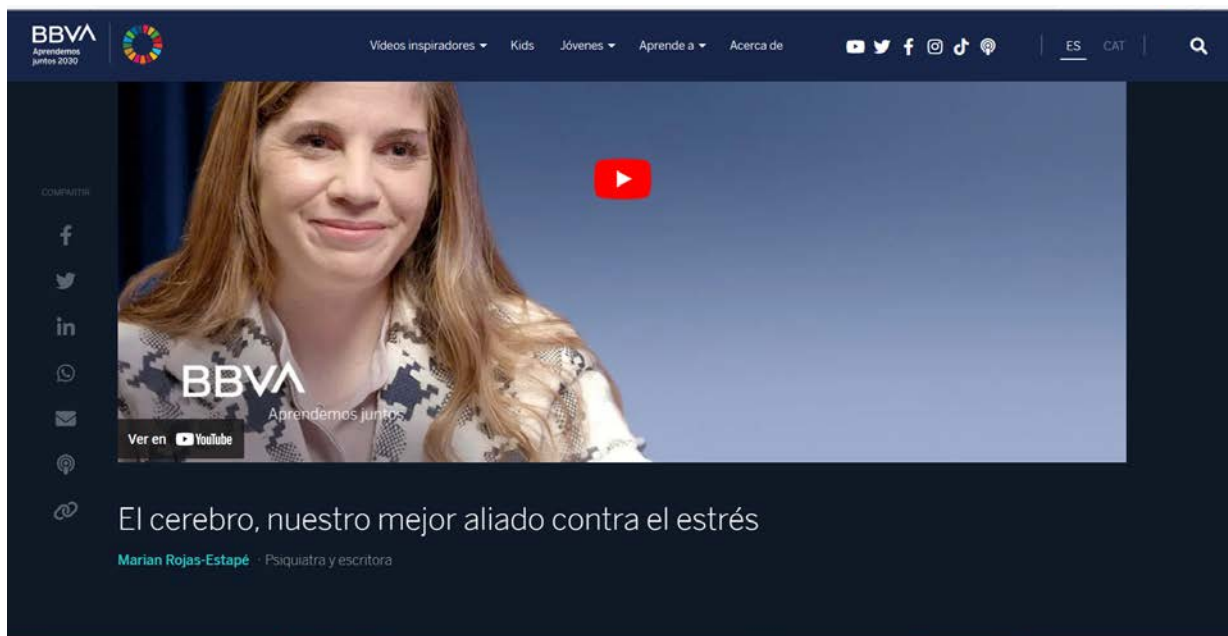 BBVA
Aprendemos
juntos 2030
Vídeos inspiradores
Kids
Jóvenes
Aprende a
Acerca de
ES
CAT
COMPARTIR
BBVA
Aprendemos juntos
Ver en YouTube
El cerebro, nuestro mejor aliado contra el estrés
Marian Rojas-Estapé · Psiquiatra y escritora